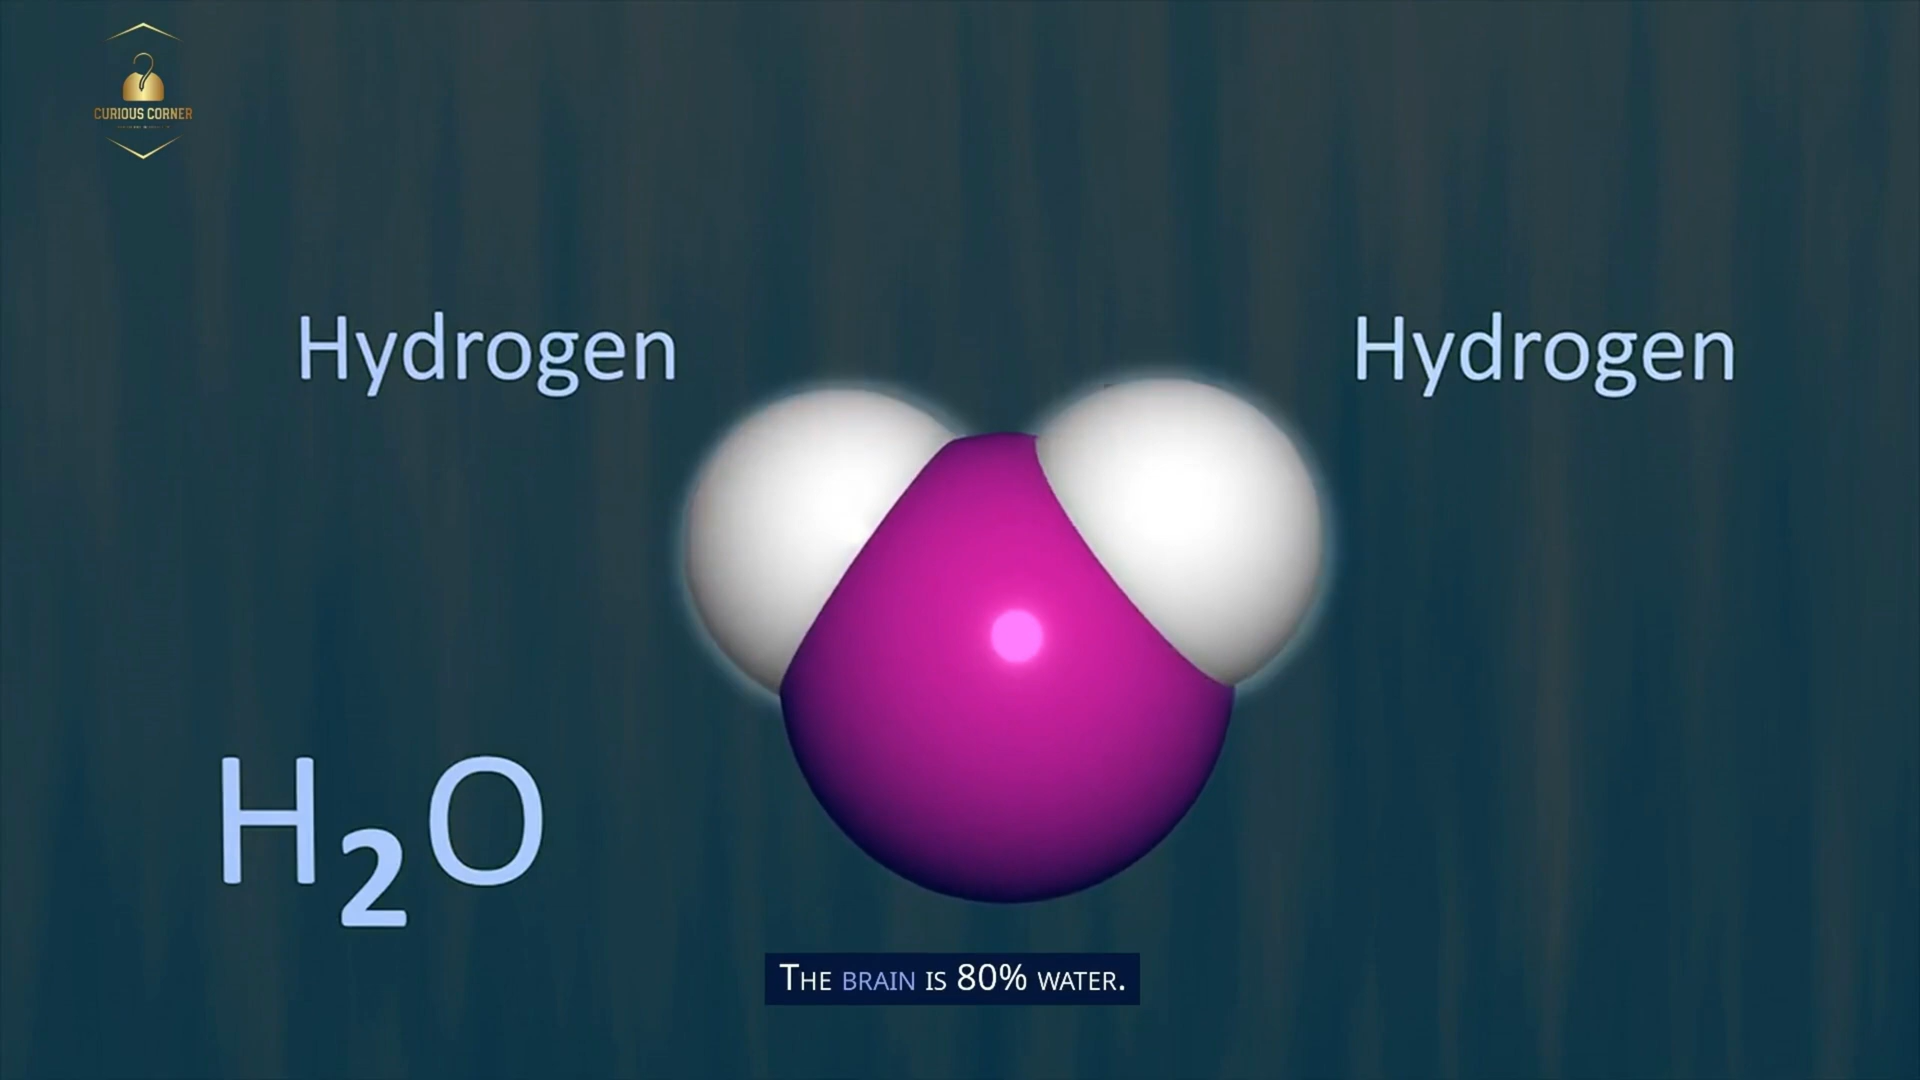 CURIOUS CORNER
Hydrogen
Hydrogen
H₂O
THE BRAIN IS 80% WATER.